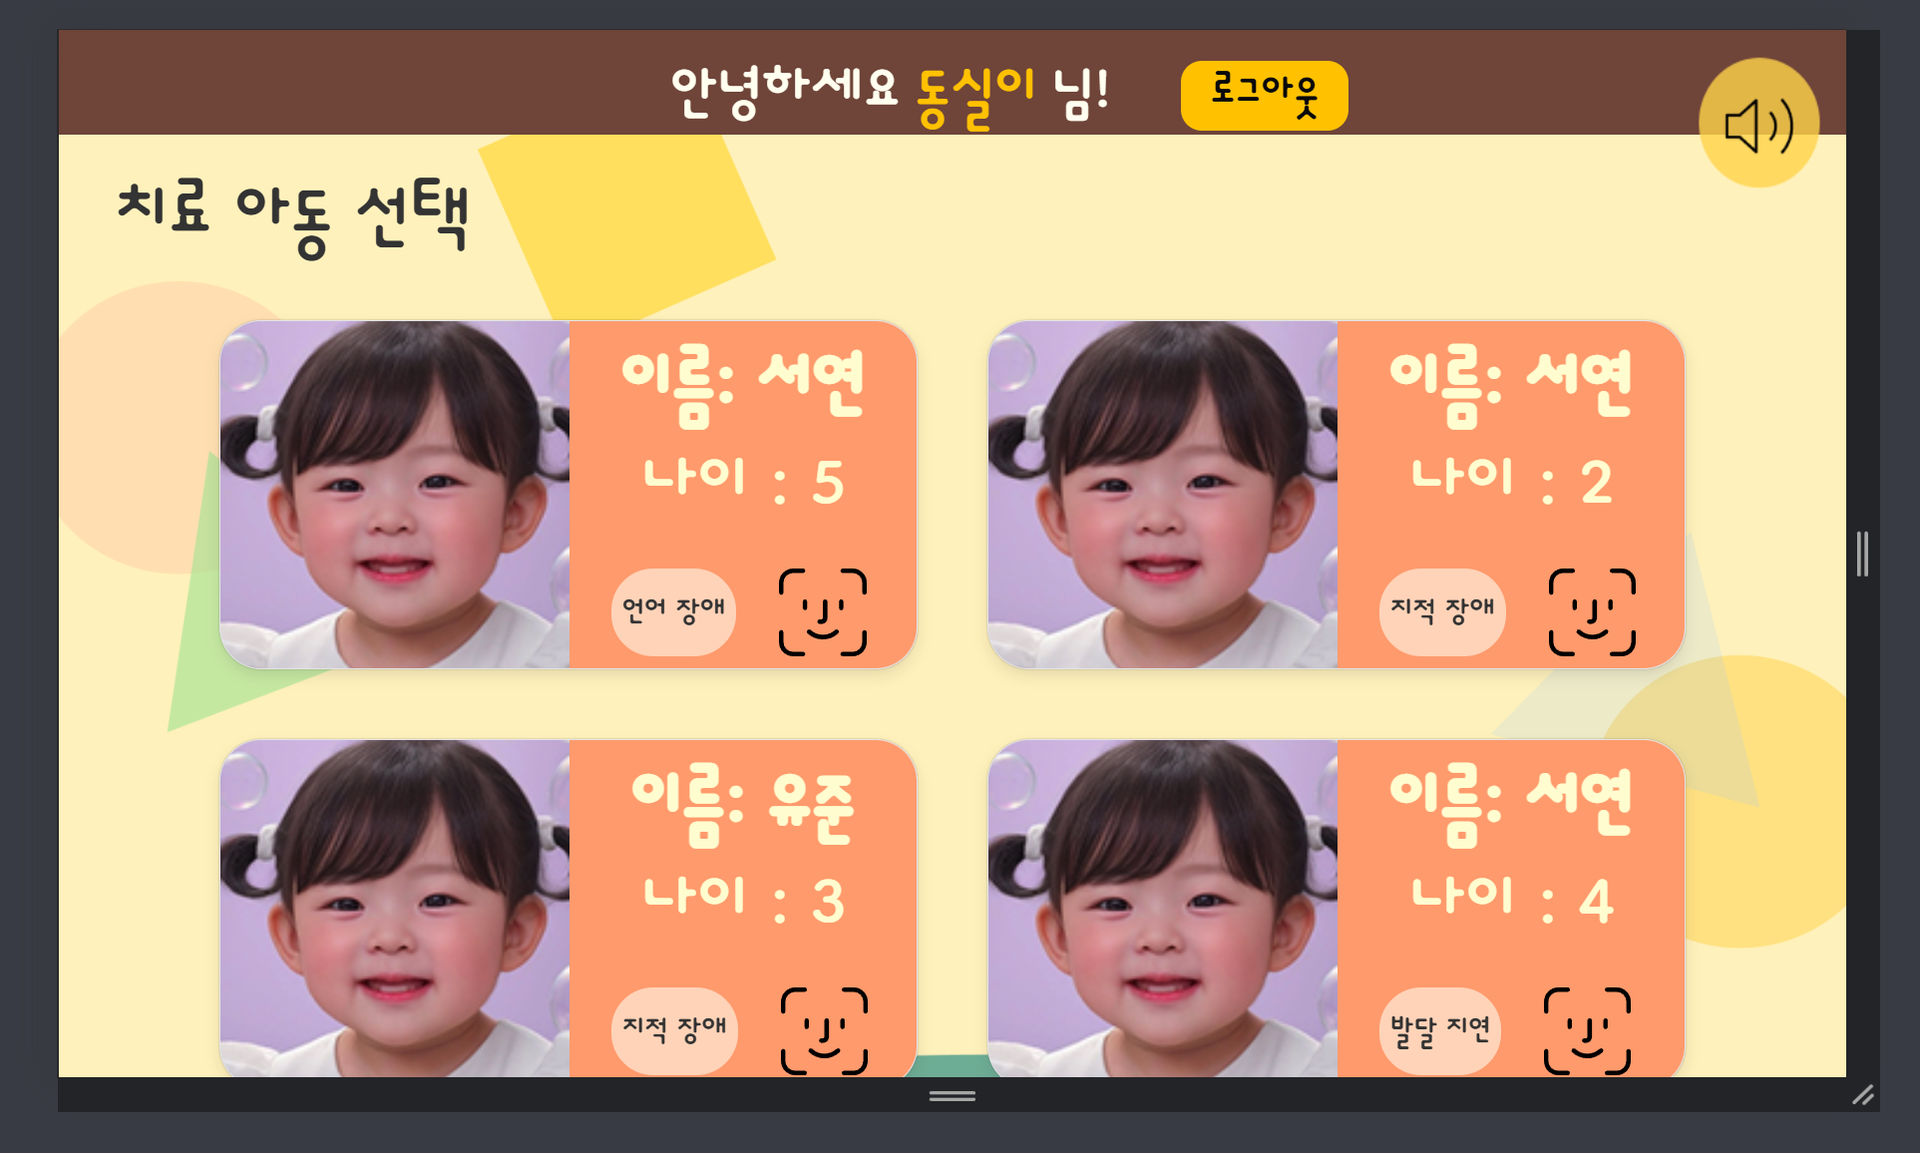 안녕하세요 동실이 님!
로그아웃
치료 아동 선택
이름: 서연
나이 : 5
언어 장애
이름: 서연
나이 : 2
지적 장애
이름: 유준
나이 : 3
지적 장애
이름: 서연
나이 : 4
발달 지연